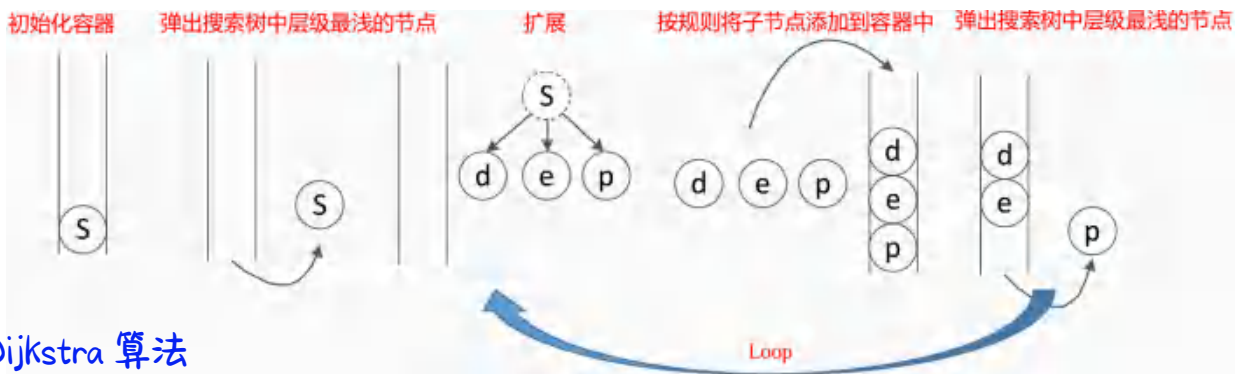 初始化容器
弹出搜索树中层级最浅的节点
扩展
按规则将子节点添加到容器中
弹出搜索树中层级最浅的节点
S
S
S
d e p
d e p
d
e
p
d
e
p
Loop
ijkstra 算法